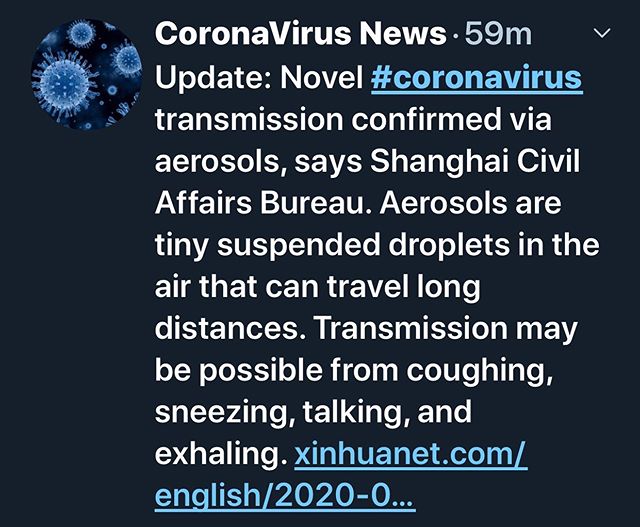 CoronaVirus News · 59m
Update: Novel #coronavirus
transmission confirmed via
aerosols, says Shanghai Civil
Affairs Bureau. Aerosols are
tiny suspended droplets in the
air that can travel long
distances. Transmission may
be possible from coughing,
sneezing, talking, and
exhaling. xinhuanet.com/
english/2020-0...